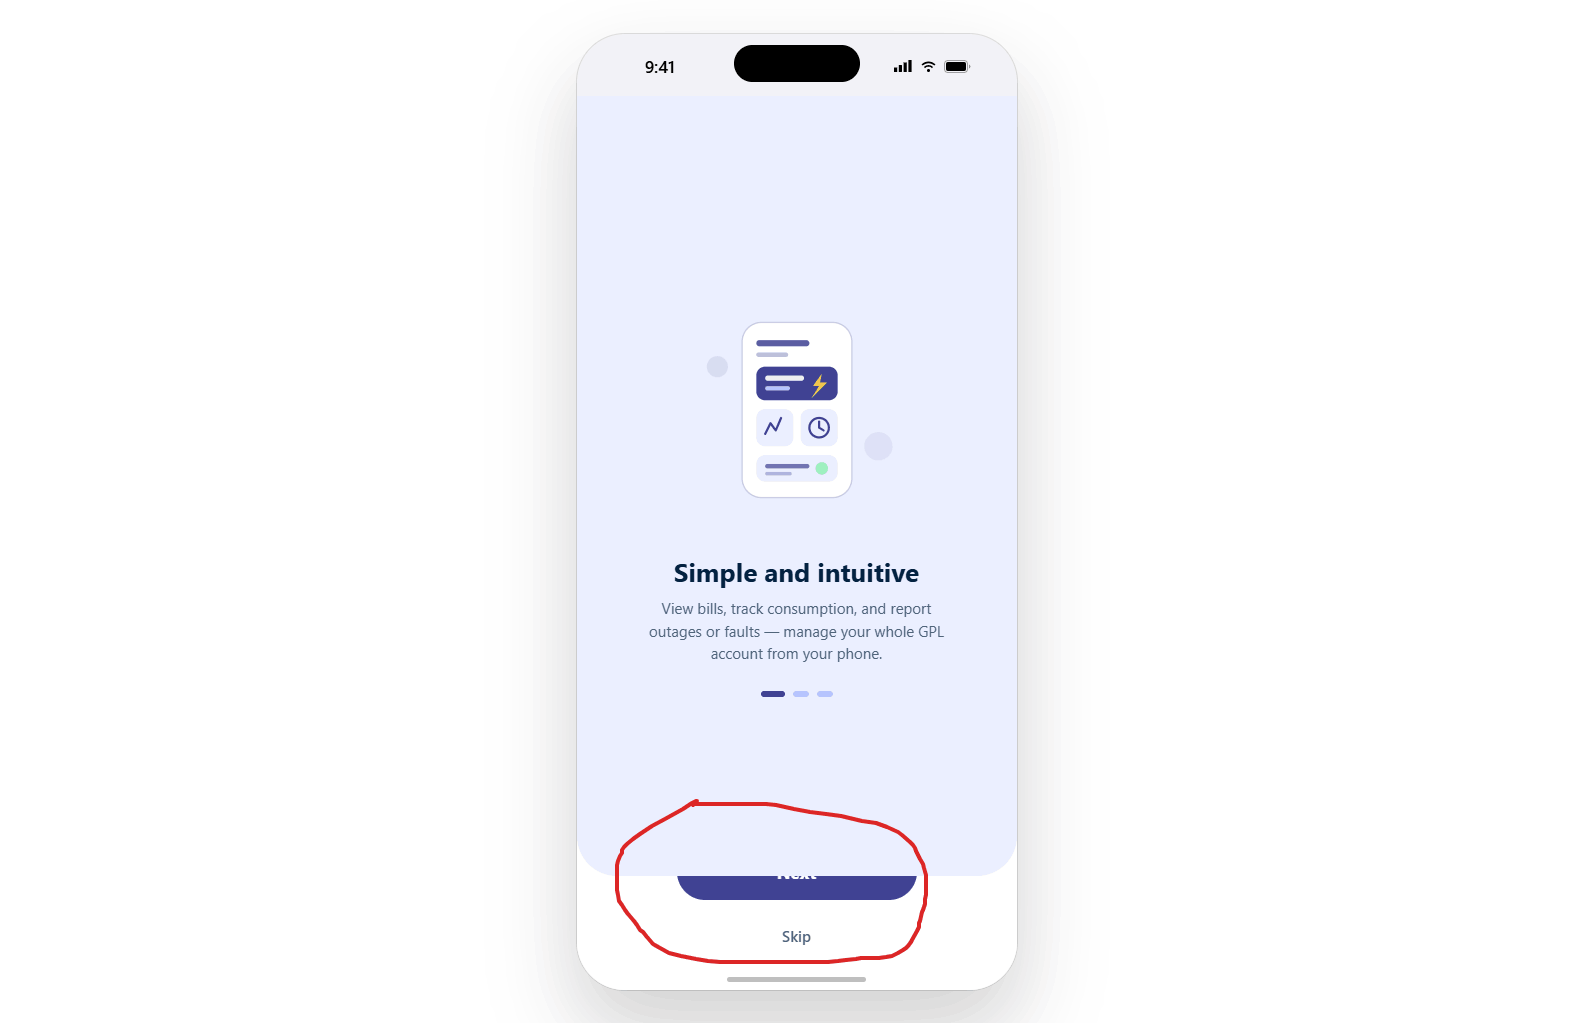 9:41
Simple and intuitive
View bills, track consumption, and report
outages or faults — manage your whole GPL
account from your phone.
Next
Skip